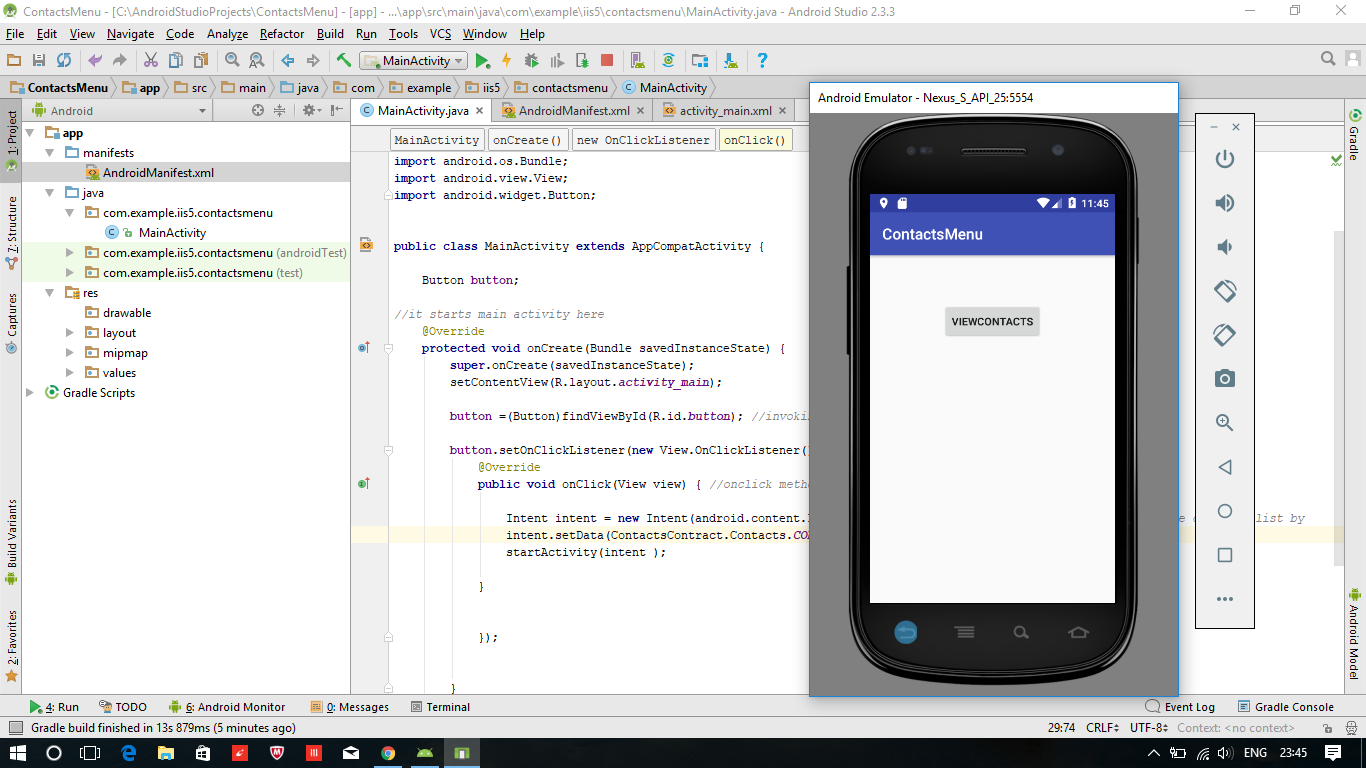 ContactsMenu - [C:\AndroidStudioProjects\ContactsMenu] - [app] - ...\app\src\main\java\com\example\iis5\contactsmenu\MainActivity.java - Android Studio 2.3.3
File Edit View Navigate Code Analyze Refactor Build Run Tools VCS Window Help
MainActivity
ContactsMenu app src main java com example iis5 contactsmenu MainActivity
1: Project
7: Structure
Captures
Build Variants
2: Favorites
Android
app
manifests
AndroidManifest.xml
java
com.example.iis5.contactsmenu
MainActivity
com.example.iis5.contactsmenu (androidTest)
com.example.iis5.contactsmenu (test)
res
drawable
layout
mipmap
values
Gradle Scripts
MainActivity.java AndroidManifest.xml activity_main.xml
MainActivity onCreate() new OnClickListener onClick()
import android.os.Bundle;
import android.view.View;
import android.widget.Button;
public class MainActivity extends AppCompatActivity {
Button button;
//it starts main activity here
@Override
protected void onCreate(Bundle savedInstanceState) {
super.onCreate(savedInstanceState);
setContentView(R.layout.activity_main);
button =(Button)findViewById(R.id.button);
button.setOnClickListener(new View.OnClickListener(
@Override
public void onClick(View view) { //onclick
Intent intent = new Intent(android.content. list by
intent.setData(ContactsContract.Contacts.
startActivity(intent );
}
});
}
Android Emulator - Nexus_S_API_25:5554
11:45
ContactsMenu
VIEWCONTACTS
Gradle
Android Model
4: Run TODO 6: Android Monitor 0: Messages Terminal Event Log Gradle Console
Gradle build finished in 13s 879ms (5 minutes ago) 29:74 CRLF UTF-8 Context: <no context>
ENG 23:45